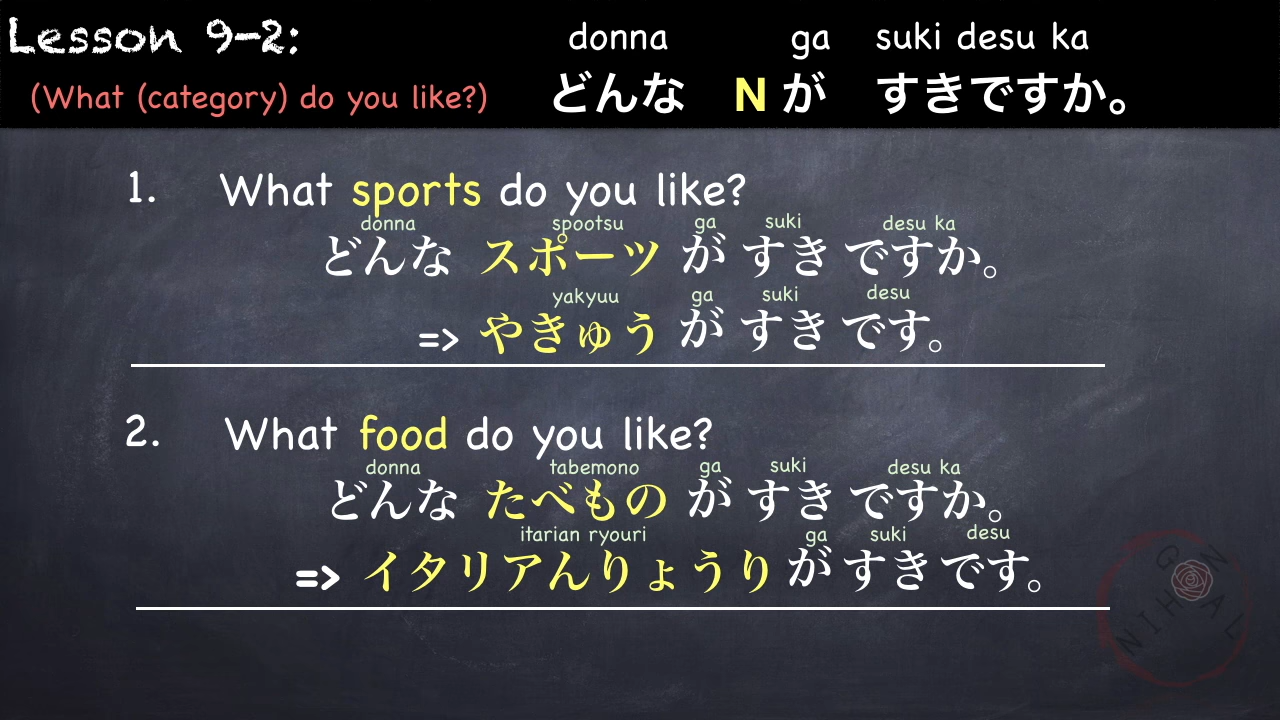 Lesson 9-2:
donna ga suki desu ka
(What (category) do you like?)
どんな N が すきですか。
1. What sports do you like?
donna spootsu ga suki desu ka
どんな スポーツ が すき ですか。
yakyuu ga suki desu
=> やきゅう が すき です。
2. What food do you like?
donna tabemono ga suki desu ka
どんな たべもの が すき ですか。
itarian ryouri ga suki desu
=> イタリアんりょうり が すき です。
NIHONGOAL